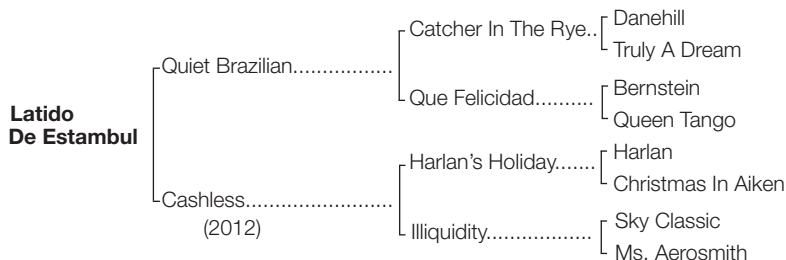 Latido
De Estambul
Quiet Brazilian................
Cashless........................
(2012)
Catcher In The Rye..
Que Felicidad..........
Harlan’s Holiday.......
Illiquidity..................
Danehill
Truly A Dream
Bernstein
Queen Tango
Harlan
Christmas In Aiken
Sky Classic
Ms. Aerosmith